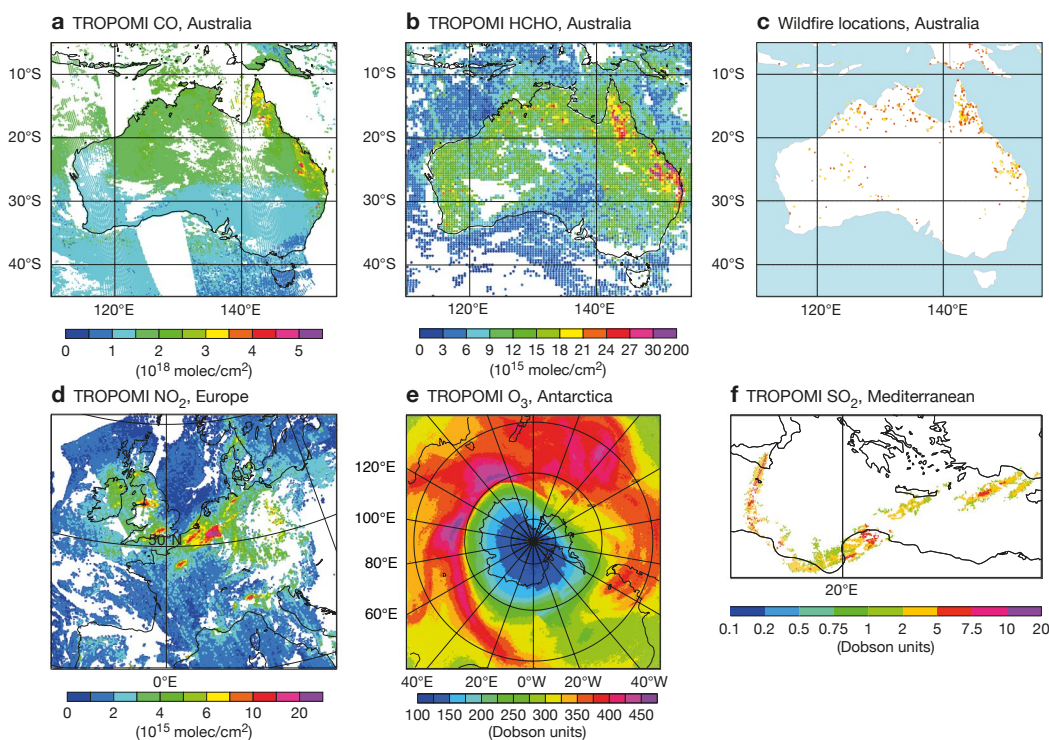 a TROPOMI CO, Australia
b TROPOMI HCHO, Australia
c Wildfire locations, Australia
10°S
20°S
30°S
40°S
120°E
140°E
10°S
20°S
30°S
40°S
120°E
140°E
10°S
20°S
30°S
40°S
120°E
140°E
0 1 2 3 4 5
(10¹⁸ molec/cm²)
0 3 6 9 12 15 18 21 24 27 30 200
(10¹⁵ molec/cm²)
d TROPOMI NO₂, Europe
e TROPOMI O₃, Antarctica
f TROPOMI SO₂, Mediterranean
50°N
0°E
120°E
100°E
80°E
60°E
40°E 20°E 0°W 20°W 40°W
20°E
0 2 4 6 10 20
(10¹⁵ molec/cm²)
100 150 200 250 300 350 400 450
(Dobson units)
0.1 0.2 0.5 0.75 1 2 5 7.5 10 20
(Dobson units)